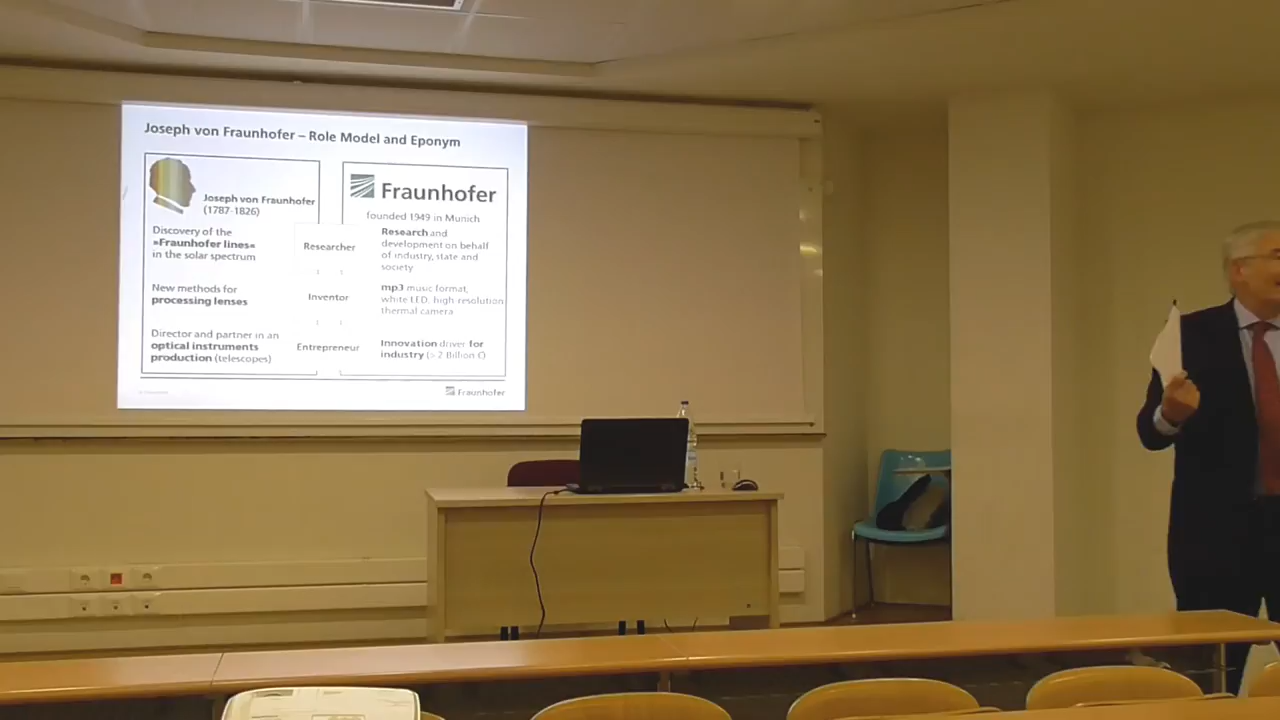 Joseph von Fraunhofer – Role Model and Eponym
Joseph von Fraunhofer
(1787-1826)
Discovery of the
»Fraunhofer lines«
in the solar spectrum
New methods for
processing lenses
Director and partner in an
optical instruments
production (telescopes)
Researcher
Inventor
Entrepreneur
Fraunhofer
founded 1949 in Munich
Research and
development on behalf
of industry, state and
society
mp3 music format,
white LED, high-resolution
thermal camera
Innovation driver for
industry (> 2 Billion €)
Fraunhofer